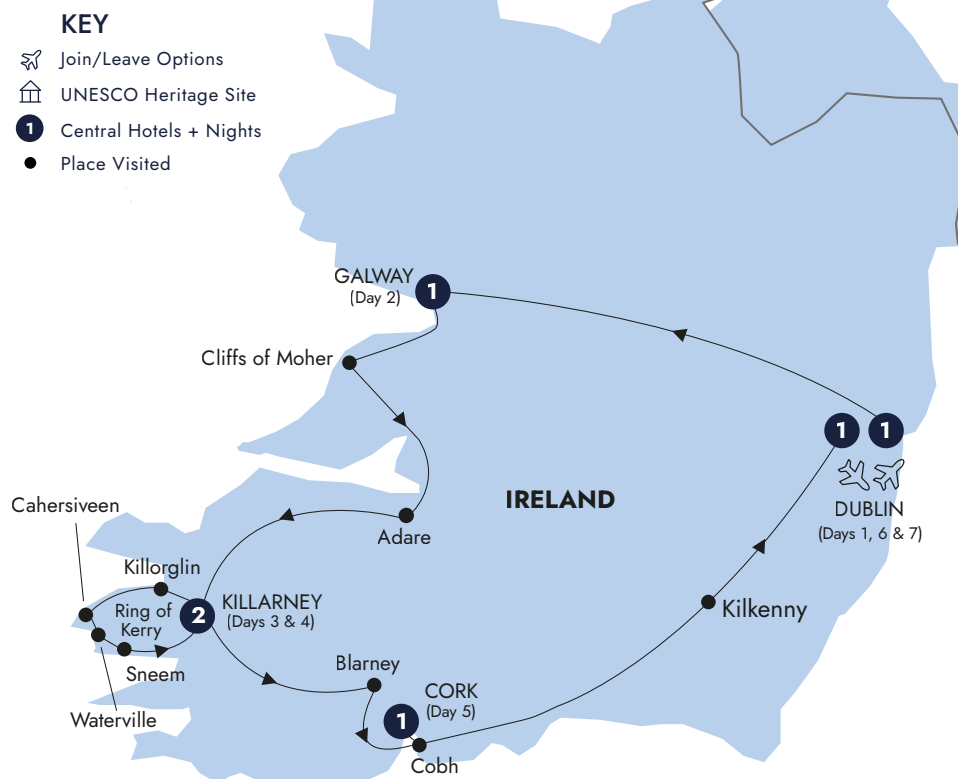 KEY
Join/Leave Options
UNESCO Heritage Site
1 Central Hotels + Nights
Place Visited
GALWAY
(Day 2)
1
Cliffs of Moher
1 1
DUBLIN
(Days 1, 6 & 7)
IRELAND
Adare
Cahersiveen
Killorglin
Ring of
Kerry
2
KILLARNEY
(Days 3 & 4)
Sneem
Waterville
Kilkenny
Blarney
CORK
(Day 5)
1
Cobh